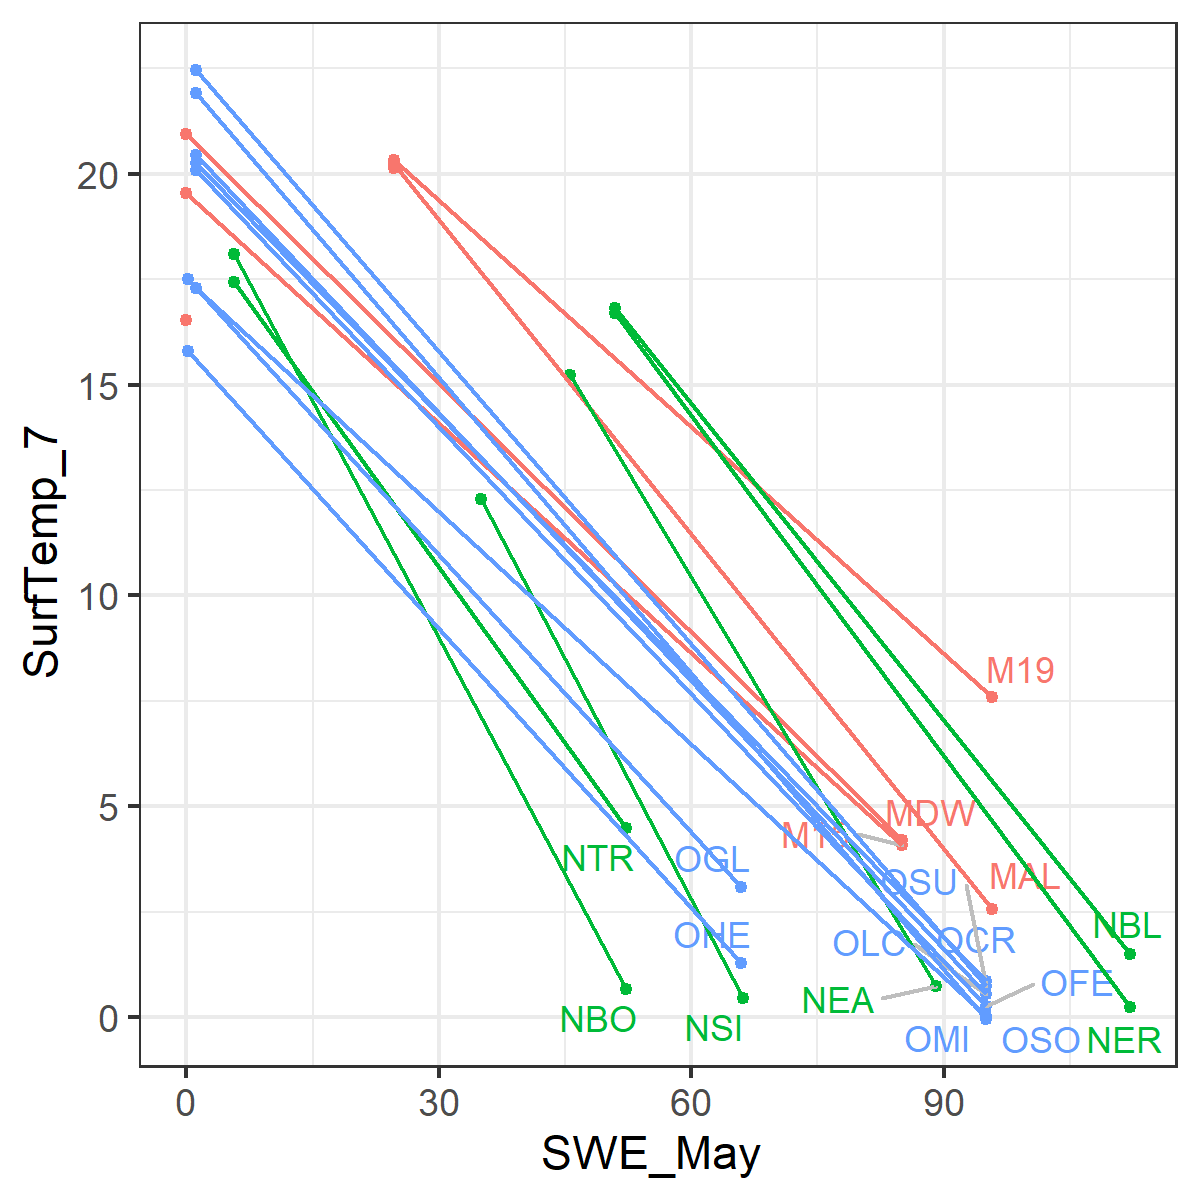 SurfTemp_7
20
15
10
5
0
M19
MDW
MAL
NTR
OGL
OSU
NBL
OHE
OLC
OCR
OFE
NEA
NBO
NSI
OMI
OSO
NER
0
30
60
90
SWE_May